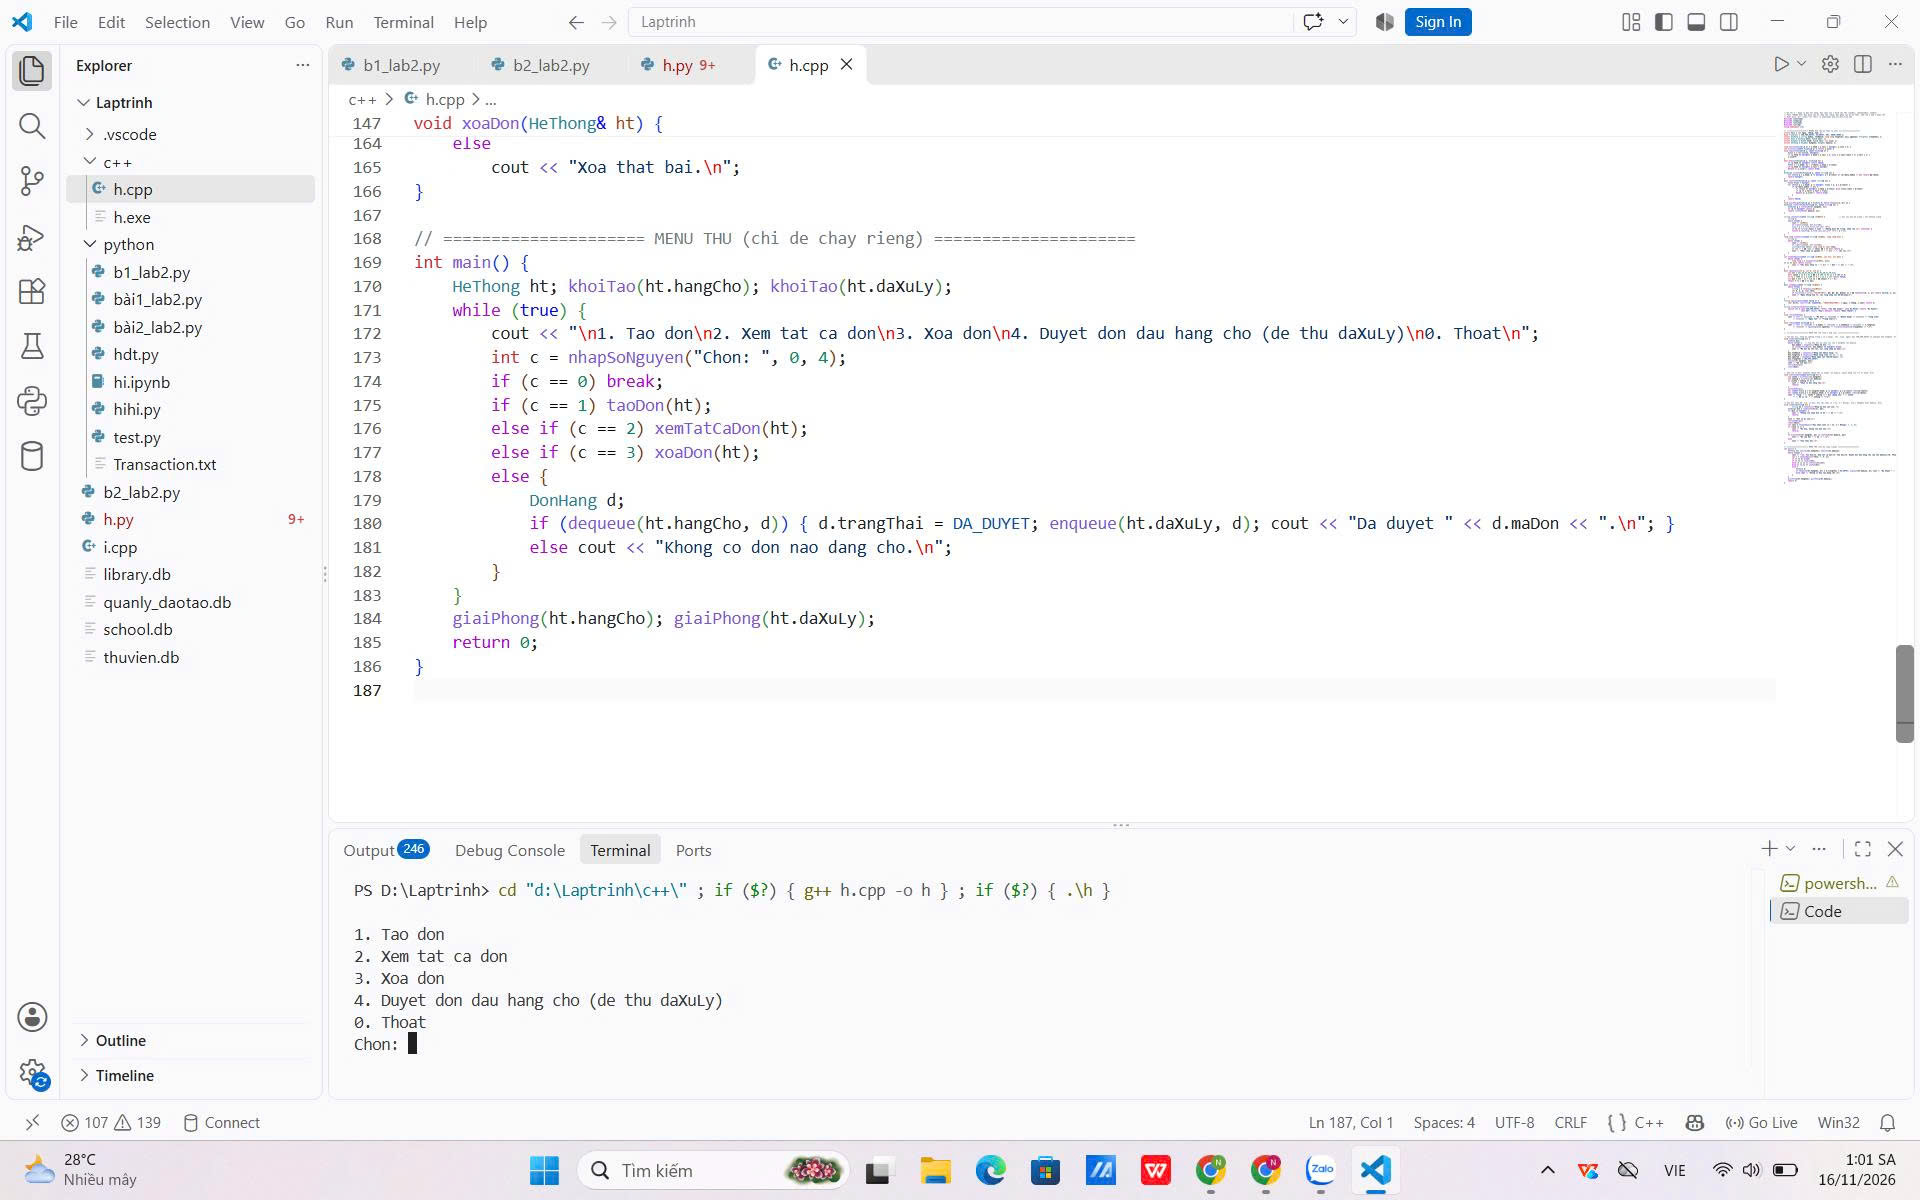 File Edit Selection View Go Run Terminal Help
Laptrinh
Sign In
Explorer
Laptrinh
.vscode
c++
h.cpp
h.exe
python
b1_lab2.py
bài1_lab2.py
bài2_lab2.py
hdt.py
hi.ipynb
hihi.py
test.py
Transaction.txt
b2_lab2.py
h.py 9+
i.cpp
library.db
quanly_daotao.db
school.db
thuvien.db
Outline
Timeline
b1_lab2.py b2_lab2.py h.py 9+ h.cpp
c++ > h.cpp > ...
147 void xoaDon(HeThong& ht) {
164 else
165 cout << "Xoa that bai.\n";
166 }
167
168 // ===================== MENU THU (chi de chay rieng) =====================
169 int main() {
170 HeThong ht; khoiTao(ht.hangCho); khoiTao(ht.daXuLy);
171 while (true) {
172 cout << "\n1. Tao don\n2. Xem tat ca don\n3. Xoa don\n4. Duyet don dau hang cho (de thu daXuLy)\n0. Thoat\n";
173 int c = nhapSoNguyen("Chon: ", 0, 4);
174 if (c == 0) break;
175 if (c == 1) taoDon(ht);
176 else if (c == 2) xemTatCaDon(ht);
177 else if (c == 3) xoaDon(ht);
178 else {
179 DonHang d;
180 if (dequeue(ht.hangCho, d)) { d.trangThai = DA_DUYET; enqueue(ht.daXuLy, d); cout << "Da duyet " << d.maDon << ".\n"; }
181 else cout << "Khong co don nao dang cho.\n";
182 }
183 }
184 giaiPhong(ht.hangCho); giaiPhong(ht.daXuLy);
185 return 0;
186 }
187
Output 246 Debug Console Terminal Ports
PS D:\Laptrinh> cd "d:\Laptrinh\c++\" ; if ($?) { g++ h.cpp -o h } ; if ($?) { .\h }
1. Tao don
2. Xem tat ca don
3. Xoa don
4. Duyet don dau hang cho (de thu daXuLy)
0. Thoat
Chon:
powersh...
Code
107 139 Connect
Ln 187, Col 1 Spaces: 4 UTF-8 CRLF { } C++ Go Live Win32
28°C
Nhiều mây
Tìm kiếm
Zalo
VIE
1:01 SA
16/11/2026